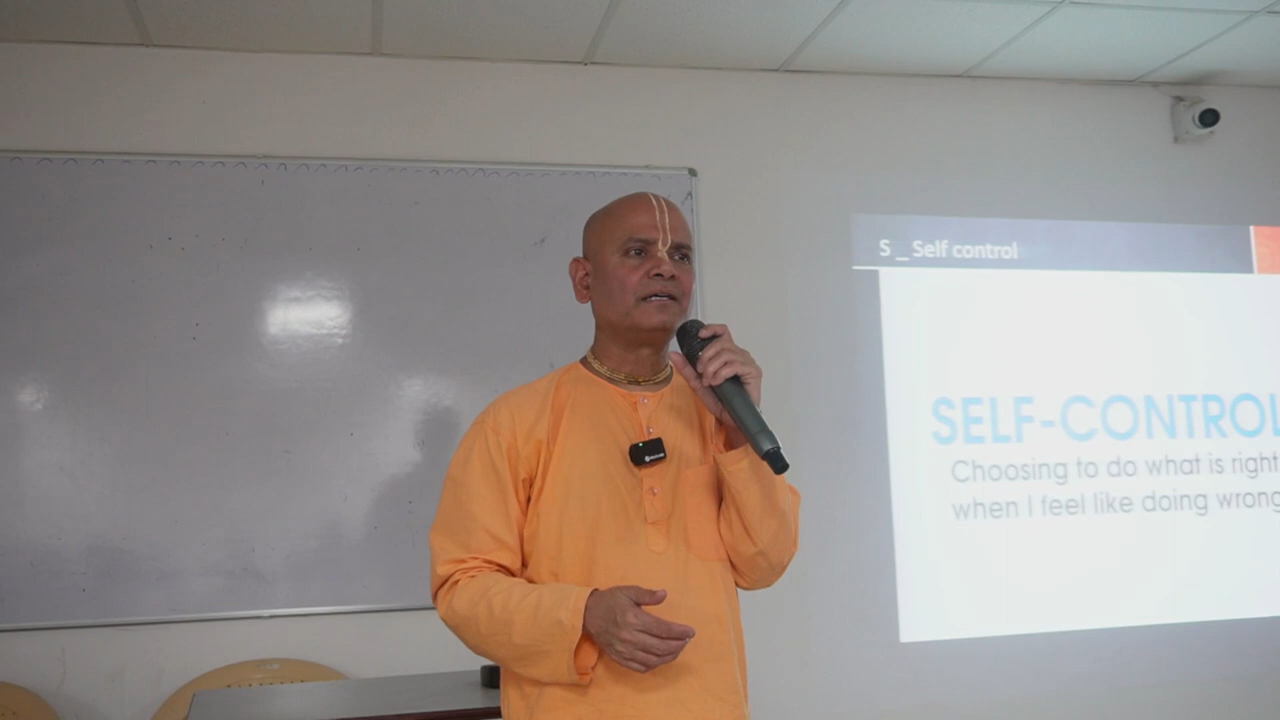 S _ Self control
SELF-CONTROL
Choosing to do what is right
when I feel like doing wrong